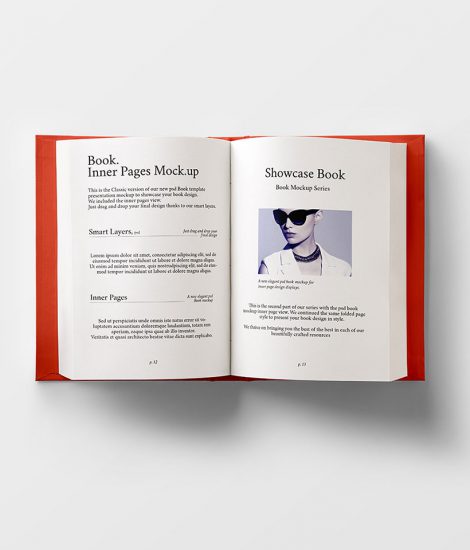 Book.
Inner Pages Mock.up
This is the Classic version of our new psd Book template
presentation mockup to showcase your book design.
We included the inner pages view.
Just drag and drop your final design thanks to our smart layers.
Smart Layers, psd
Just drag and drop your
final design
Lorem ipsum dolor sit amet, consectetur adipiscing elit, sed do
eiusmod tempor incididunt ut labore et dolore magna aliqua.
Ut enim ad minim veniam, quis nostradipiscing elit, sed do eius-
mod tempor incididunt ut labore et dolore magna aliqua.
Inner Pages
A easy elegant psd
Book mockup
Sed ut perspiciatis unde omnis iste natus error sit vo-
luptatem accusantium doloremque laudantium, totam rem
aperiam, eaque ipsa quae ab illo inventore.
Veritatis et quasi architecto beatae vitae dicta sunt explicabo.
p. 12
Showcase Book
Book Mockup Series
A new elegant psd book mockup for
inner page design displays.
This is the second part of our series with the psd book
mockup inner page view. We continued the same folded page
style to present your book design in style.
We thrive on bringing you the best of the best in each of our
beautifully crafted resources
p. 13